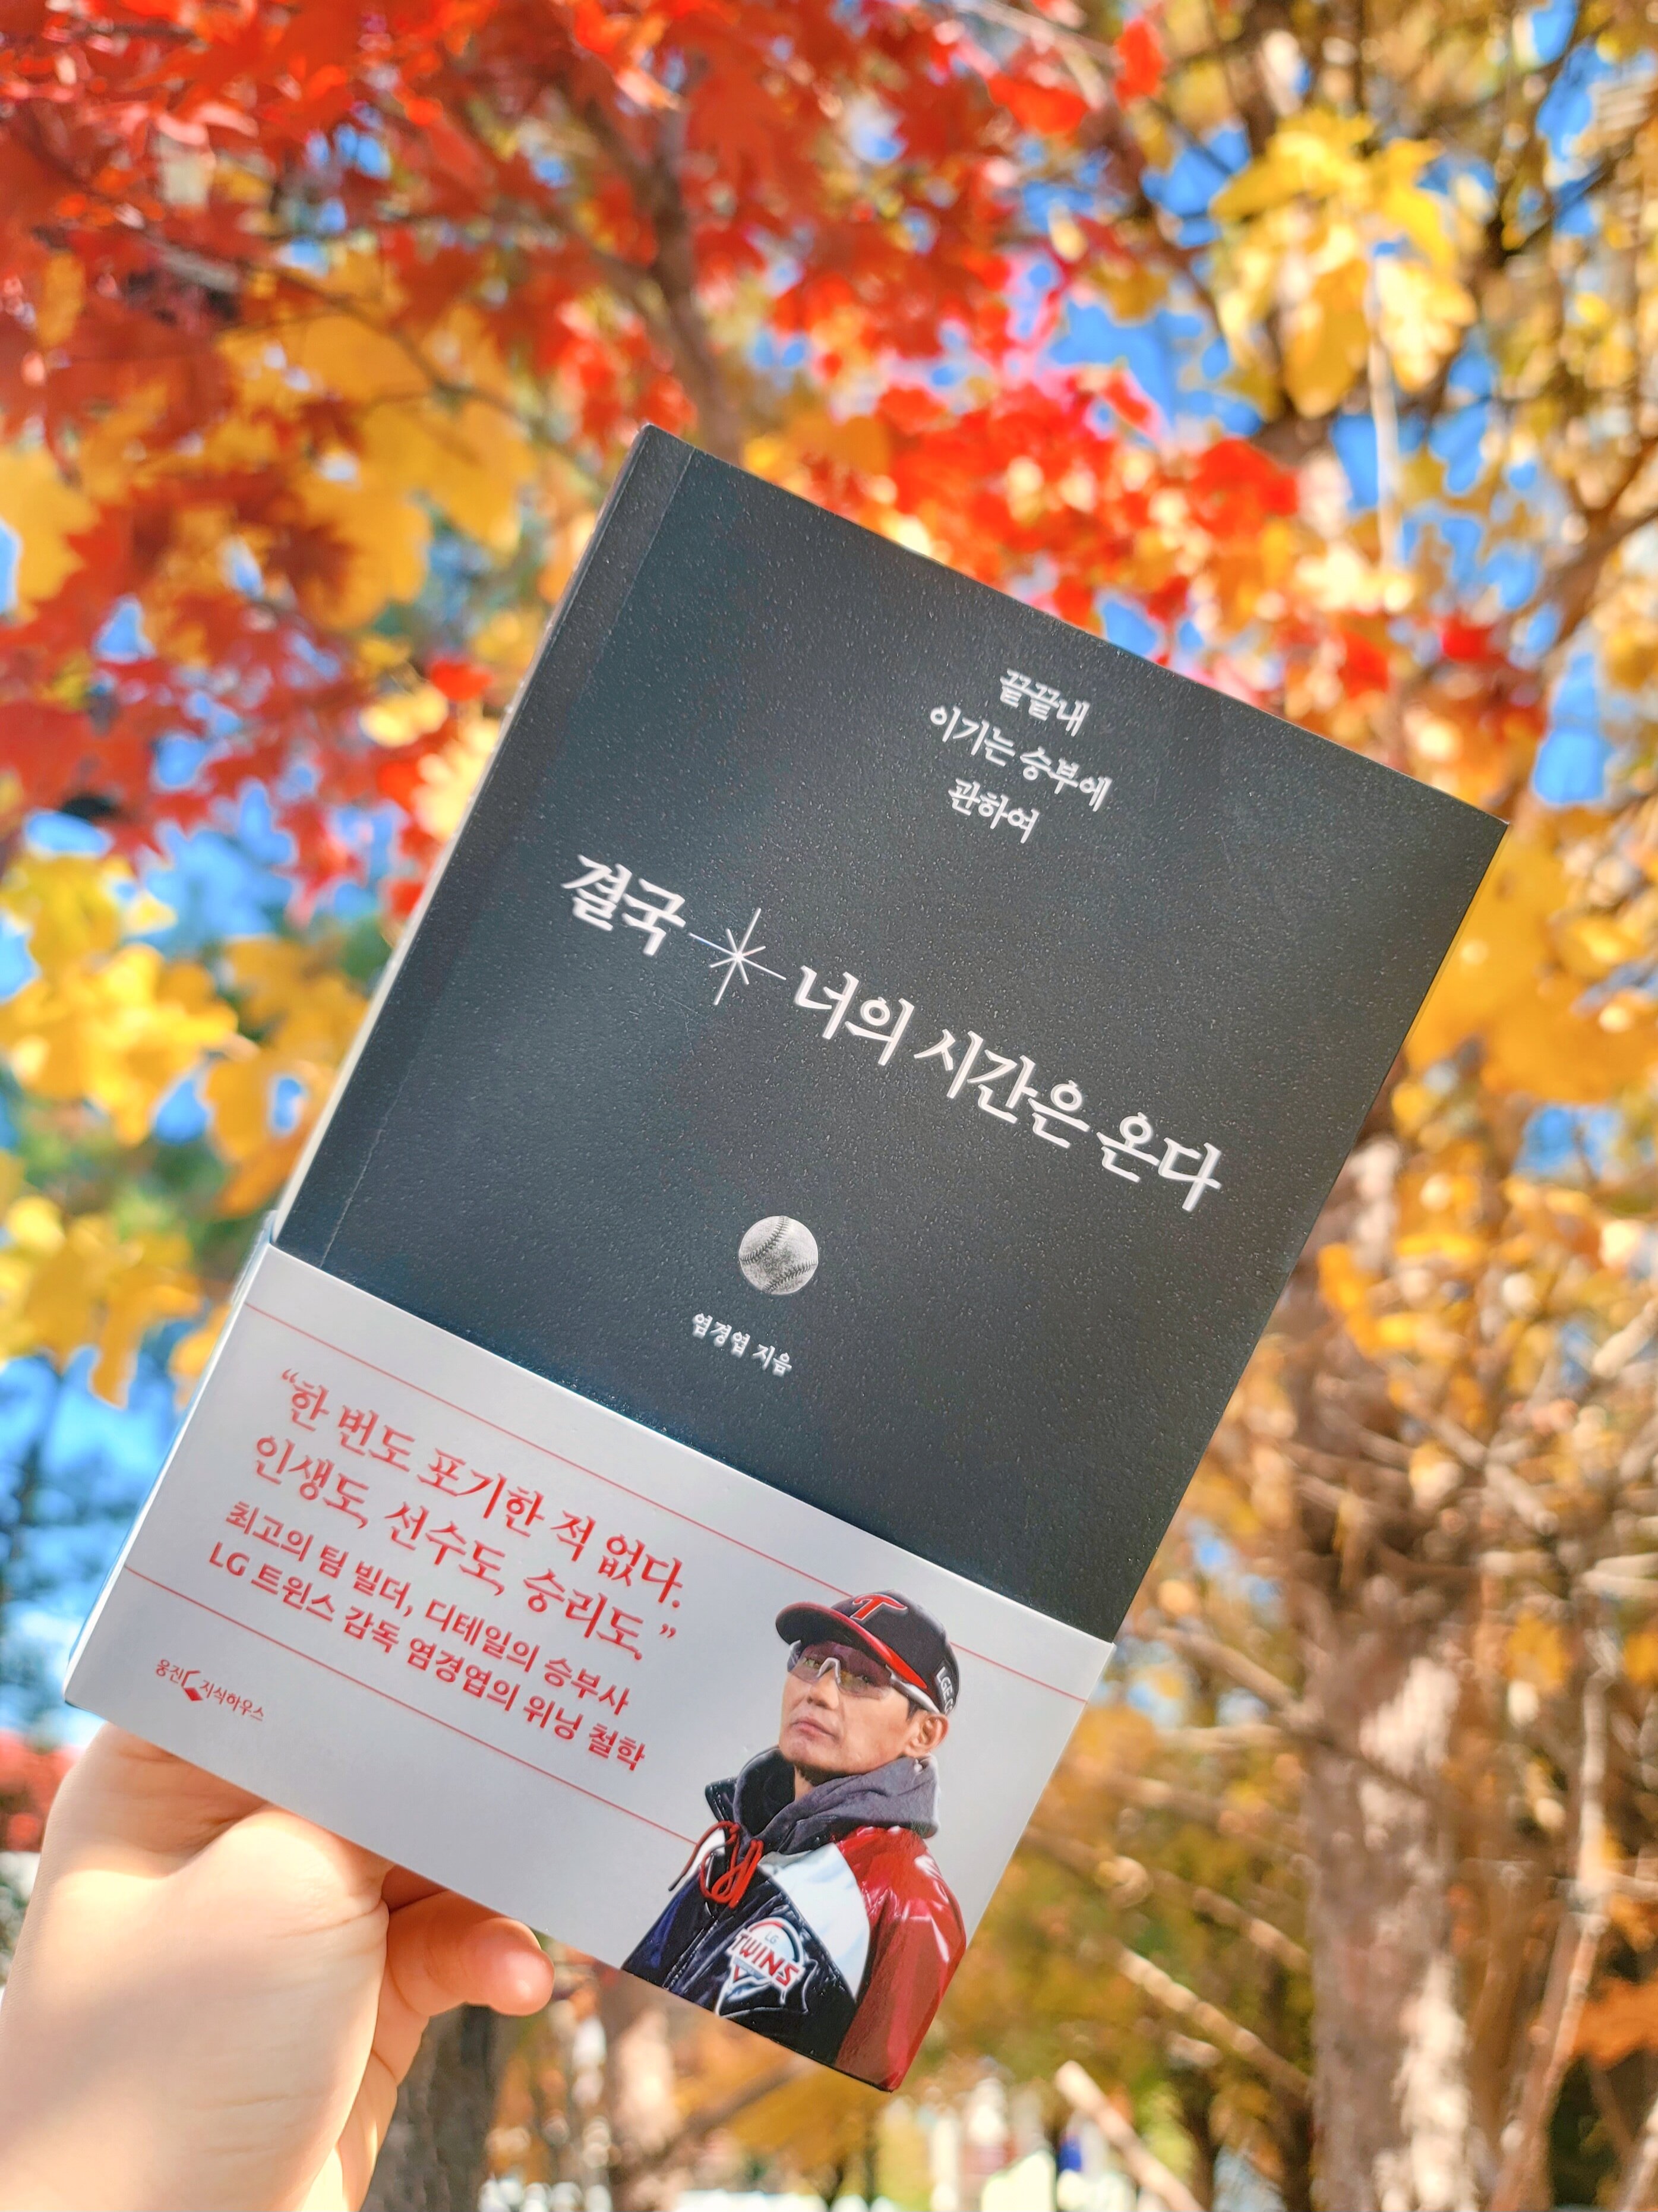 끝끝내
이기는 승부에
관하여
결국 너의 시간은 온다
염경엽 지음
“한 번도 포기한 적 없다.
인생도, 선수도, 승리도.”
최고의 팀 빌더, 디테일의 승부사
LG 트윈스 감독 염경엽의 위닝 철학
웅진 지식하우스
T
LG
TWINS